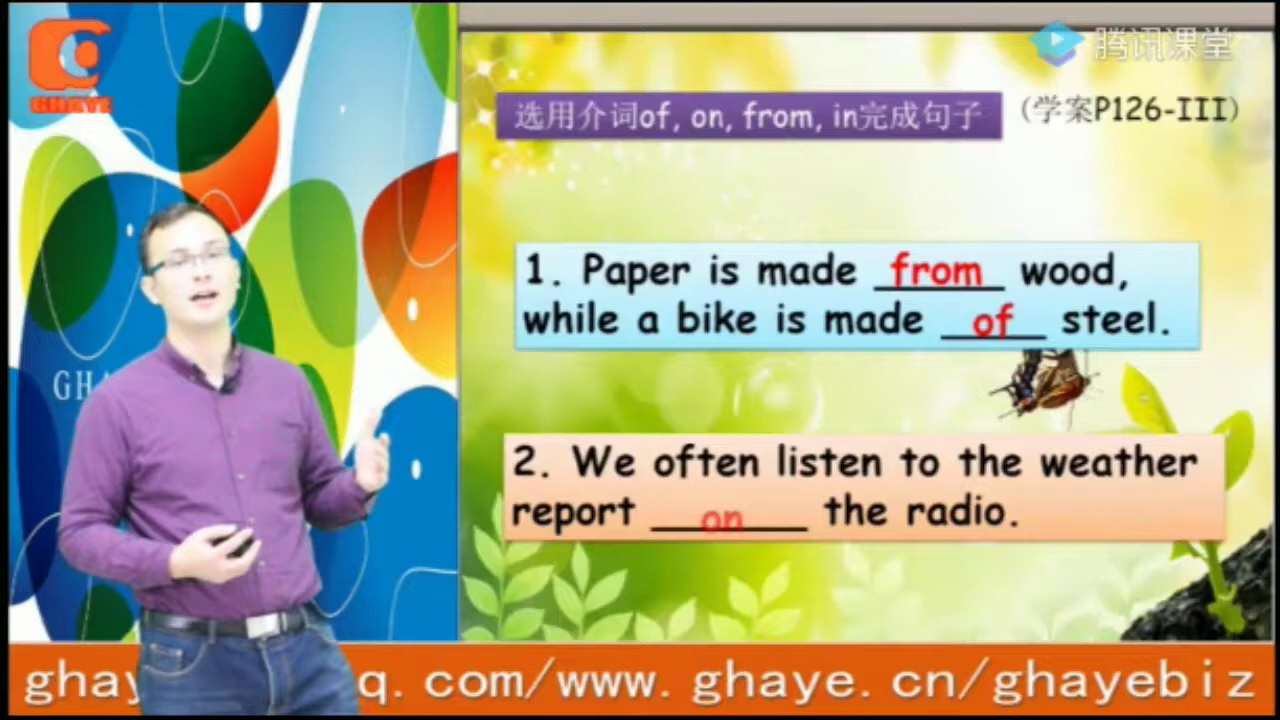 GHAYE
腾讯课堂
选用介词of, on, from, in完成句子
(学案P126-III)
1. Paper is made from wood,
while a bike is made of steel.
GHA
2. We often listen to the weather
report on the radio.
ghay q.com/www.ghaye.cn/ghayebiz